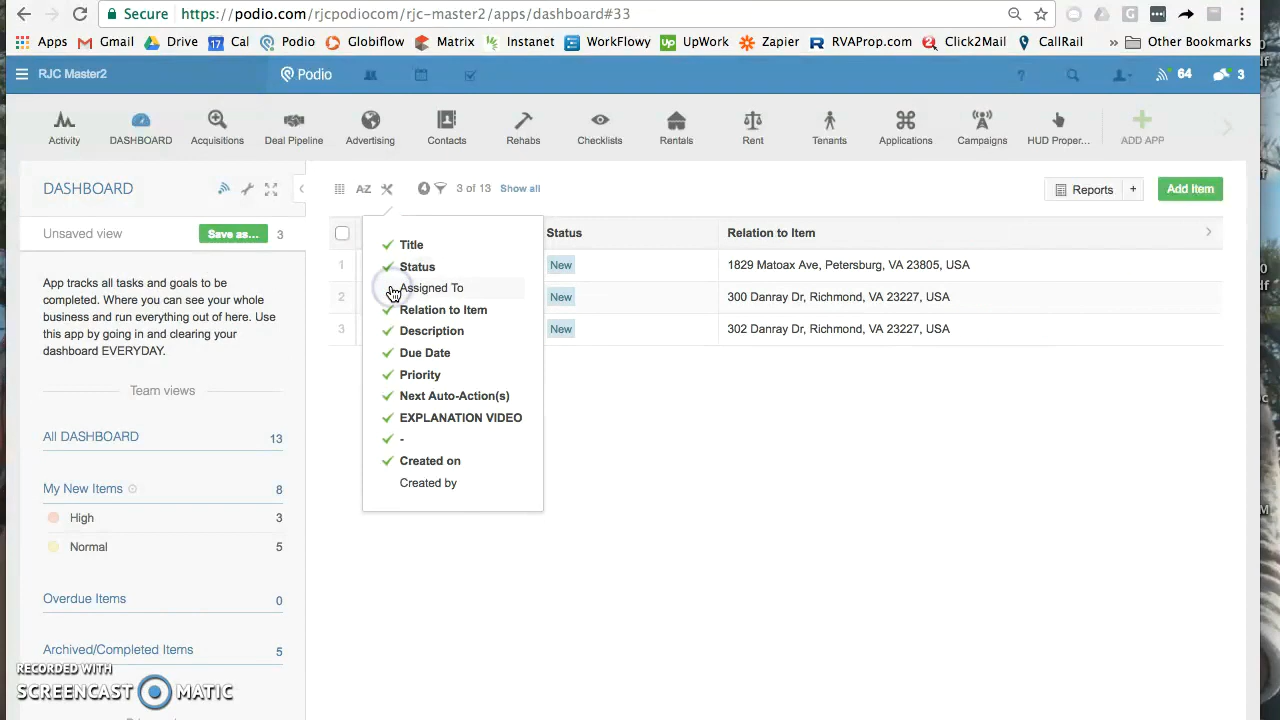 Secure https://podio.com/rjcpodiocom/rjc-master2/apps/dashboard#33
Apps Gmail Drive 17 Cal Podio Globiflow Matrix Instanet WorkFlowy Up UpWork Zapier RVAProp.com Click2Mail CallRail » Other Bookmarks
RJC Master2 Podio ? 64 3
Activity DASHBOARD Acquisitions Deal Pipeline Advertising Contacts Rehabs Checklists Rentals Rent Tenants Applications Campaigns HUD Proper... ADD APP
DASHBOARD
A-Z 4 3 of 13 Show all Reports + Add Item
Unsaved view Save as... 3
Status Relation to Item
1 New 1829 Matoax Ave, Petersburg, VA 23805, USA
2 New 300 Danray Dr, Richmond, VA 23227, USA
3 New 302 Danray Dr, Richmond, VA 23227, USA
Title
Status
Assigned To
Relation to Item
Description
Due Date
Priority
Next Auto-Action(s)
EXPLANATION VIDEO
-
Created on
Created by
App tracks all tasks and goals to be
completed. Where you can see your whole
business and run everything out of here. Use
this app by going in and clearing your
dashboard EVERYDAY.
Team views
All DASHBOARD 13
My New Items 8
High 3
Normal 5
Overdue Items 0
Archived/Completed Items 5
RECORDED WITH
SCREENCAST MATIC